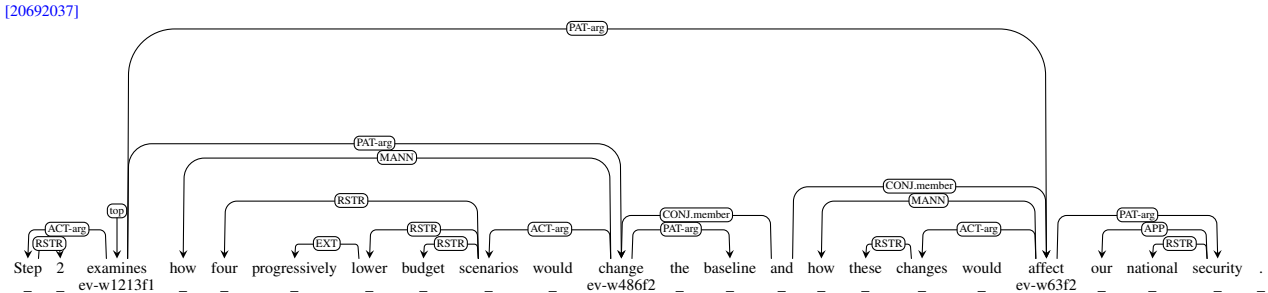 [20692037]
PAT-arg
PAT-arg
MANN
CONJ.member
RSTR MANN
top CONJ.member PAT-arg
ACT-arg RSTR ACT-arg PAT-arg ACT-arg APP
RSTR EXT RSTR RSTR RSTR
Step 2 examines how four progressively lower budget scenarios would change the baseline and how these changes would affect our national security .
_ _ ev-w1213f1 _ _ _ _ _ _ _ ev-w486f2 _ _ _ _ _ _ _ ev-w63f2 _ _ _ _